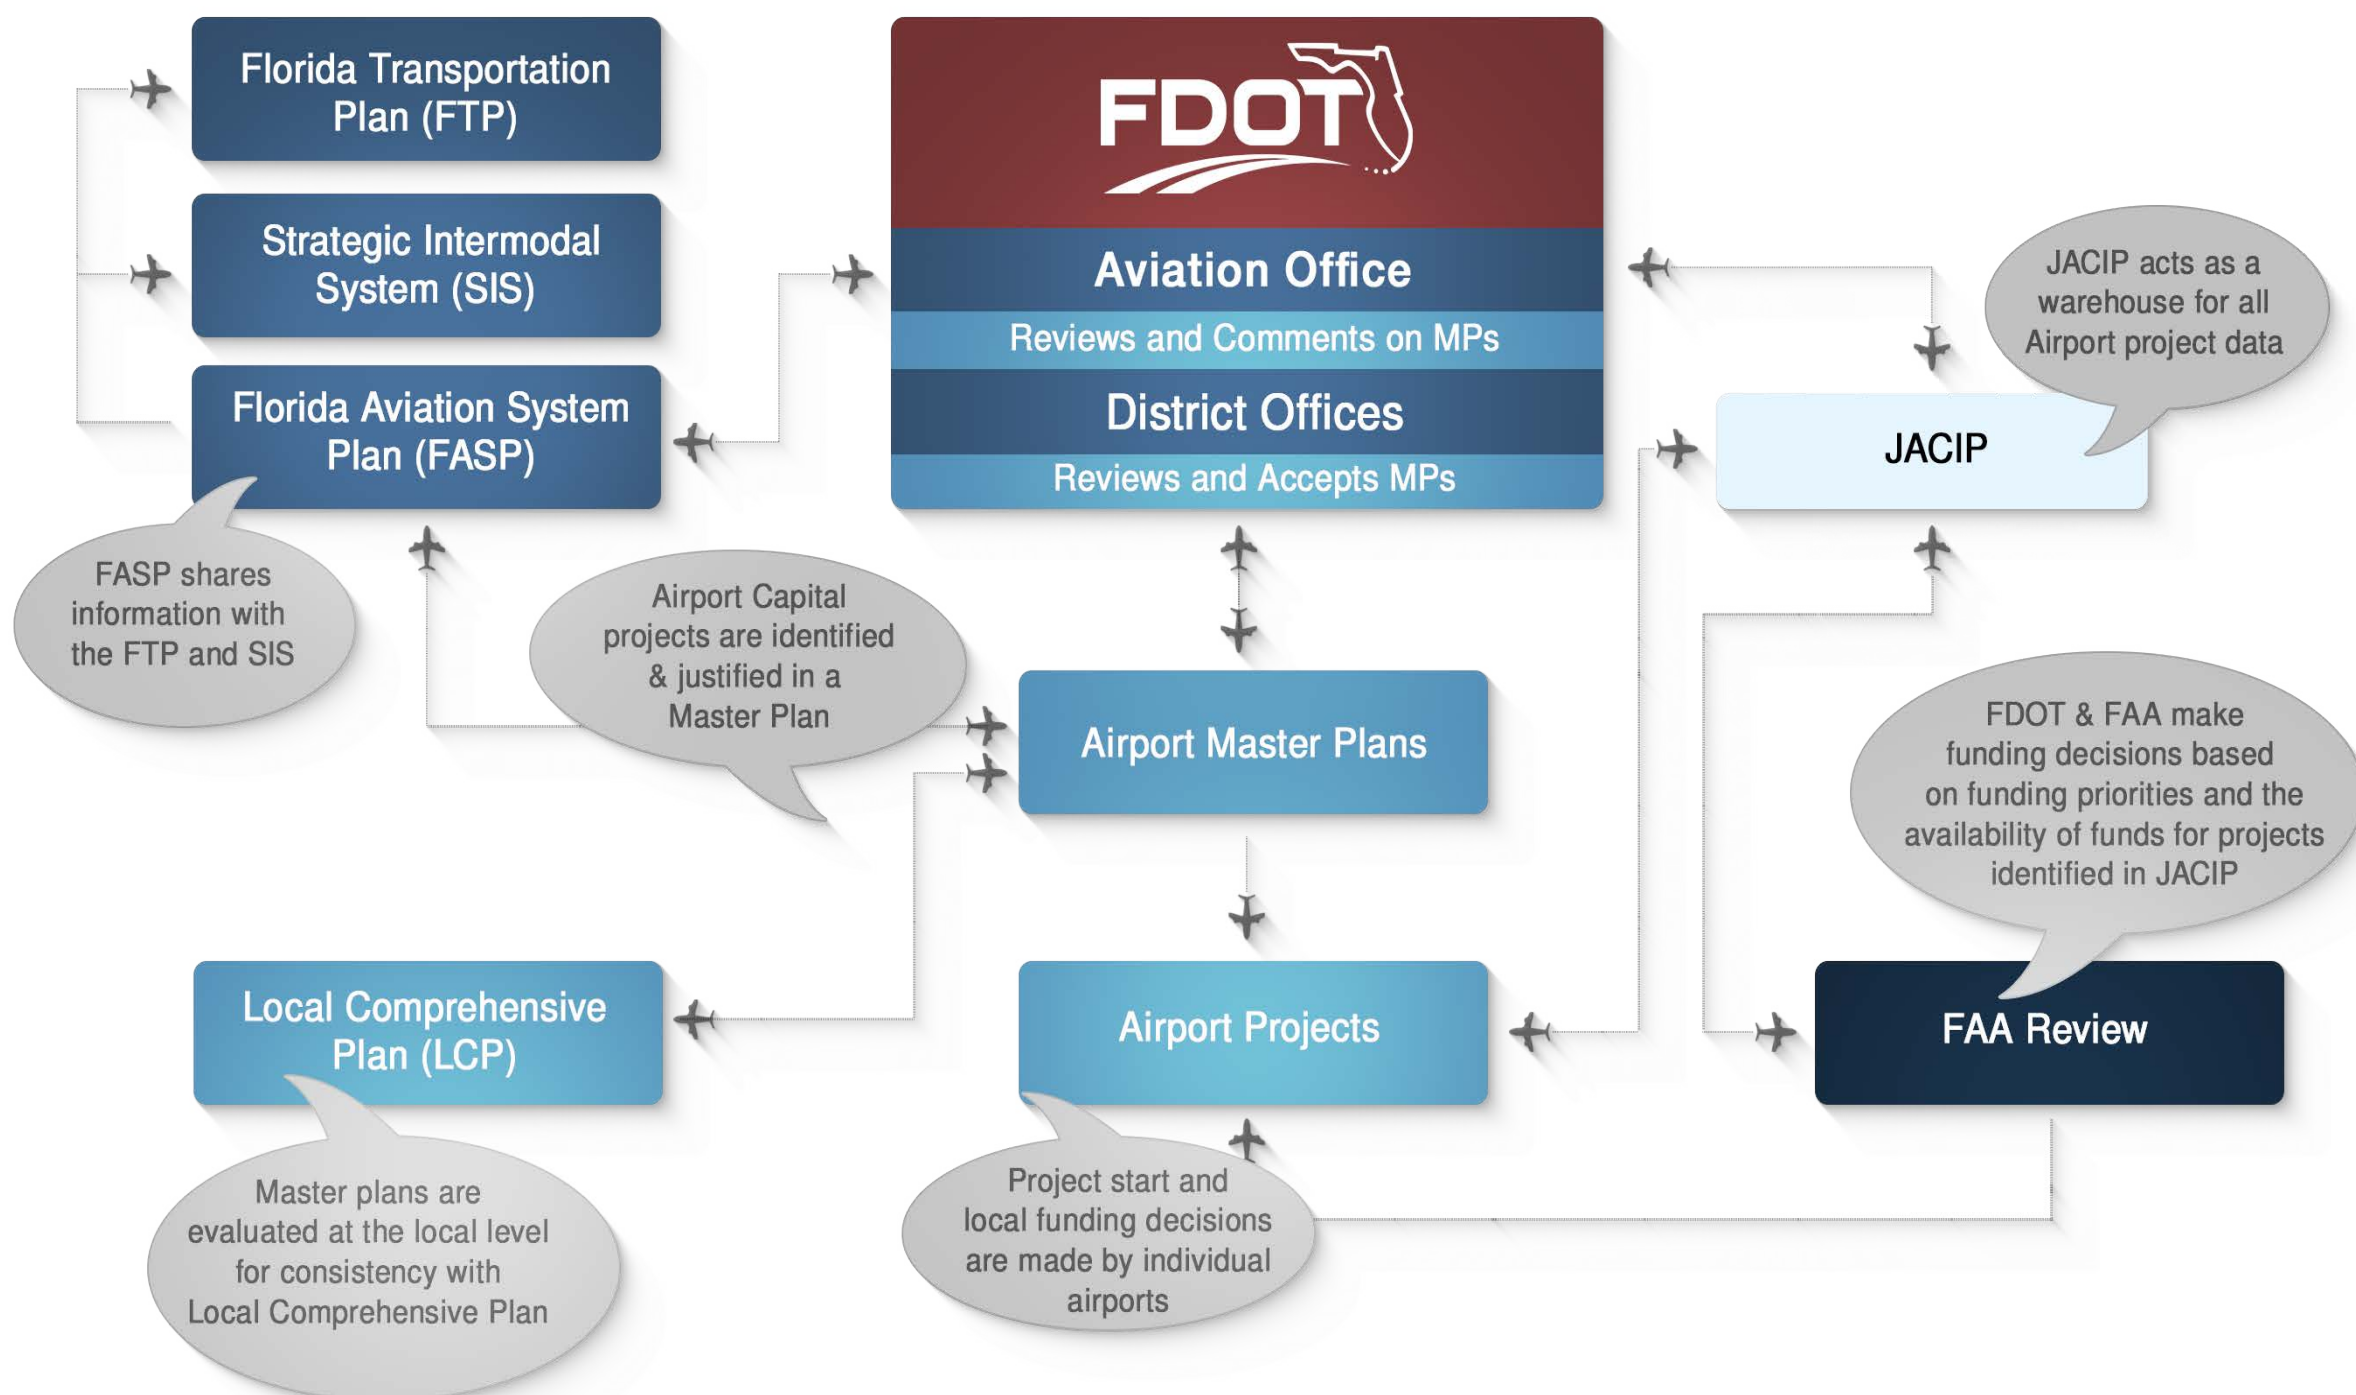 Florida Transportation
Plan (FTP)
Strategic Intermodal
System (SIS)
Florida Aviation System
Plan (FASP)
FASP shares
information with
the FTP and SIS
FDOT
Aviation Office
Reviews and Comments on MPs
District Offices
Reviews and Accepts MPs
JACIP acts as a
warehouse for all
Airport project data
JACIP
Airport Capital
projects are identified
& justified in a
Master Plan
Airport Master Plans
FDOT & FAA make
funding decisions based
on funding priorities and the
availability of funds for projects
identified in JACIP
Local Comprehensive
Plan (LCP)
Airport Projects
FAA Review
Master plans are
evaluated at the local level
for consistency with
Local Comprehensive Plan
Project start and
local funding decisions
are made by individual
airports